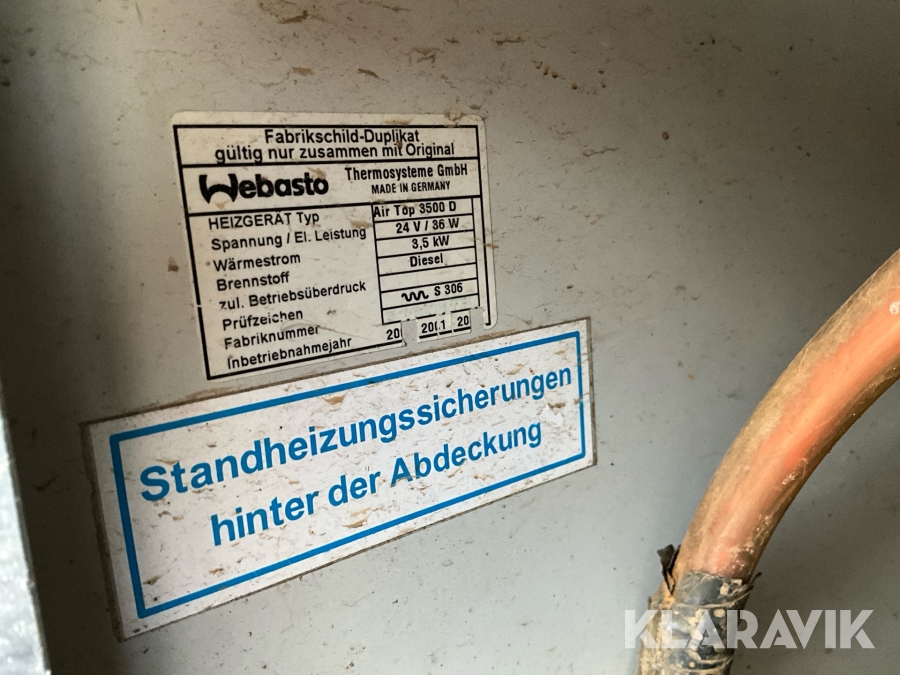 Fabrikschild-Duplikat
gültig nur zusammen mit Original
Webasto Thermosysteme GmbH
MADE IN GERMANY
HEIZGERÄT Typ Air Top 3500 D
Spannung / El. Leistung 24 V / 36 W
Wärmestrom 3,5 kW
Brennstoff Diesel
zul. Betriebsüberdruck
Prüfzeichen S 306
Fabriknummer
Inbetriebnahmejahr 20 20 1 20
Standheizungssicherungen
hinter der Abdeckung
KLARAVIK